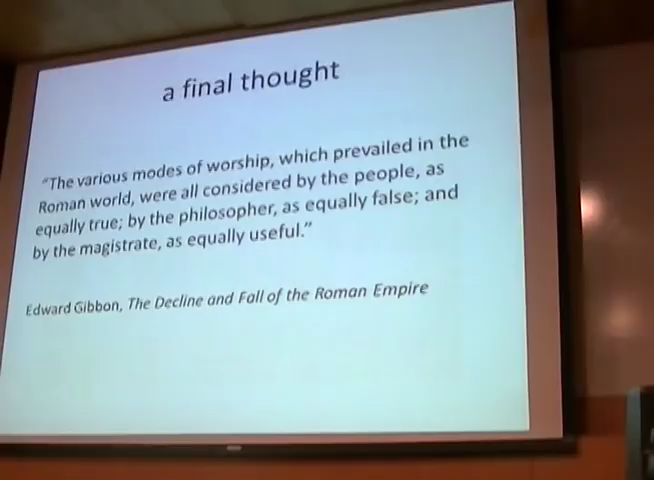 a final thought
“The various modes of worship, which prevailed in the
Roman world, were all considered by the people, as
equally true; by the philosopher, as equally false; and
by the magistrate, as equally useful.”
Edward Gibbon, The Decline and Fall of the Roman Empire